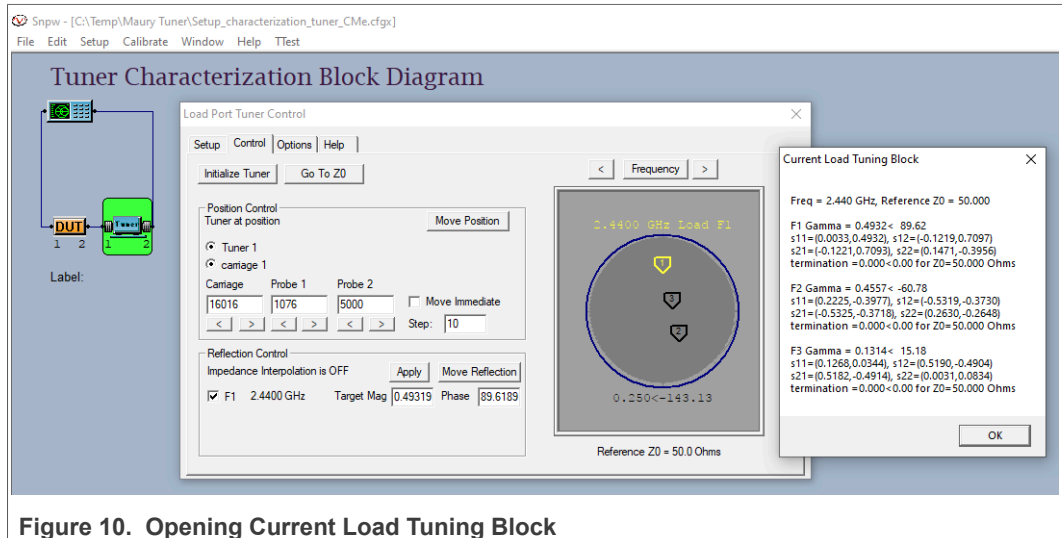 Snpw - [C:\Temp\Maury Tuner\Setup_characterization_tuner_CMe.cfgx]
File Edit Setup Calibrate Window Help TTest
Tuner Characterization Block Diagram
DUT
1 2
Tuner
1 2
Label:
Load Port Tuner Control
Setup Control Options Help
Initialize Tuner Go To Z0
Position Control
Tuner at position
Move Position
Tuner 1
carriage 1
Carriage Probe 1 Probe 2
16016 1076 5000
Move Immediate
< > < > < >
Step: 10
Reflection Control
Impedance Interpolation is OFF
Apply Move Reflection
F1 2.4400 GHz Target Mag 0.49319 Phase 89.6189
< Frequency >
2.4400 GHz Load F1
1
3
2
0.250<-143.13
Reference Z0 = 50.0 Ohms
Current Load Tuning Block
Freq = 2.440 GHz, Reference Z0 = 50.000
F1 Gamma = 0.4932< 89.62
s11=(0.0033,0.4932), s12=(-0.1219,0.7097)
s21=(-0.1221,0.7093), s22=(0.1471,-0.3956)
termination =0.000<0.00 for Z0=50.000 Ohms
F2 Gamma = 0.4557< -60.78
s11=(0.2225,-0.3977), s12=(-0.5319,-0.3730)
s21=(-0.5325,-0.3718), s22=(0.2630,-0.2648)
termination =0.000<0.00 for Z0=50.000 Ohms
F3 Gamma = 0.1314< 15.18
s11=(0.1268,0.0344), s12=(0.5190,-0.4904)
s21=(0.5182,-0.4914), s22=(0.0031,0.0834)
termination =0.000<0.00 for Z0=50.000 Ohms
OK
Figure 10. Opening Current Load Tuning Block